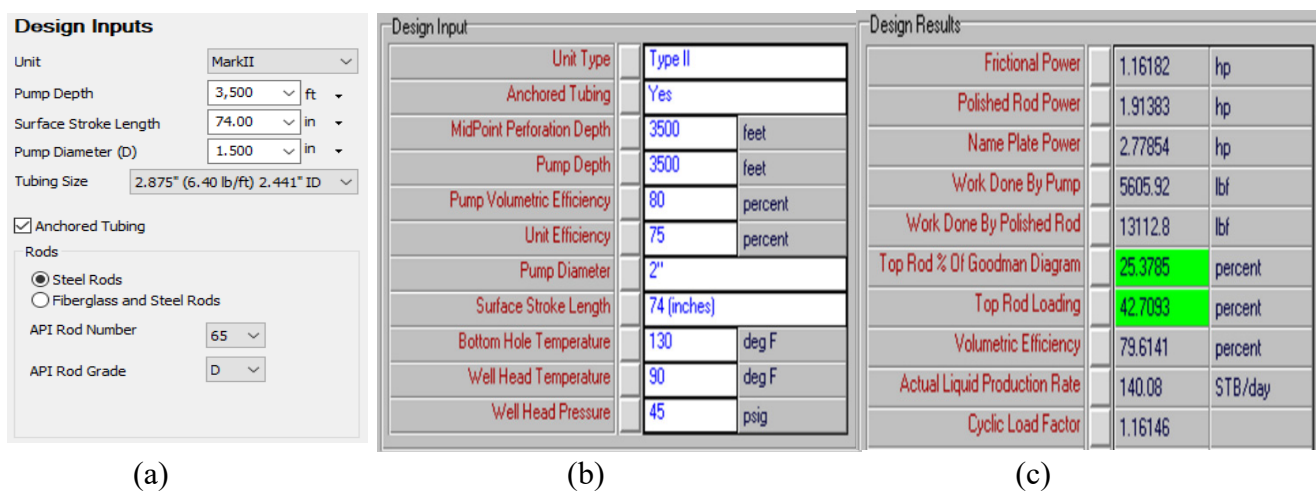 Design Inputs
Unit MarkII
Pump Depth 3,500 ft
Surface Stroke Length 74.00 in
Pump Diameter (D) 1.500 in
Tubing Size 2.875" (6.40 lb/ft) 2.441" ID
Anchored Tubing
Rods
Steel Rods
Fiberglass and Steel Rods
API Rod Number 65
API Rod Grade D
(a)
Design Input
Unit Type Type II
Anchored Tubing Yes
MidPoint Perforation Depth 3500 feet
Pump Depth 3500 feet
Pump Volumetric Efficiency 80 percent
Unit Efficiency 75 percent
Pump Diameter 2"
Surface Stroke Length 74 (inches)
Bottom Hole Temperature 130 deg F
Well Head Temperature 90 deg F
Well Head Pressure 45 psig
(b)
Design Results
Frictional Power 1.16182 hp
Polished Rod Power 1.91383 hp
Name Plate Power 2.77854 hp
Work Done By Pump 5605.92 lbf
Work Done By Polished Rod 13112.8 lbf
Top Rod % Of Goodman Diagram 25.3785 percent
Top Rod Loading 42.7093 percent
Volumetric Efficiency 79.6141 percent
Actual Liquid Production Rate 140.08 STB/day
Cyclic Load Factor 1.16146
(c)